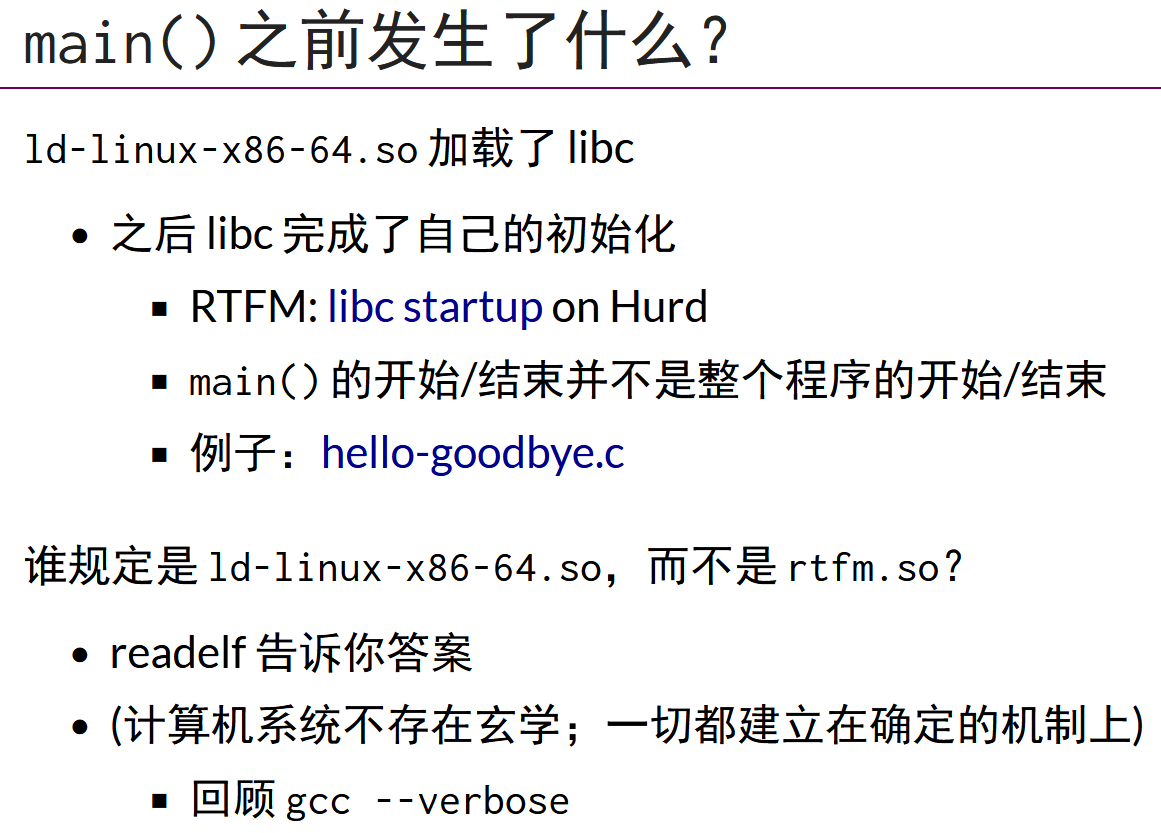 main()之前发生了什么？
ld-linux-x86-64.so 加载了 libc
• 之后 libc 完成了自己的初始化
▪ RTFM: libc startup on Hurd
▪ main() 的开始/结束并不是整个程序的开始/结束
▪ 例子：hello-goodbye.c
谁规定是 ld-linux-x86-64.so，而不是 rtfm.so？
• readelf 告诉你答案
• (计算机系统不存在玄学；一切都建立在确定的机制上)
▪ 回顾 gcc --verbose